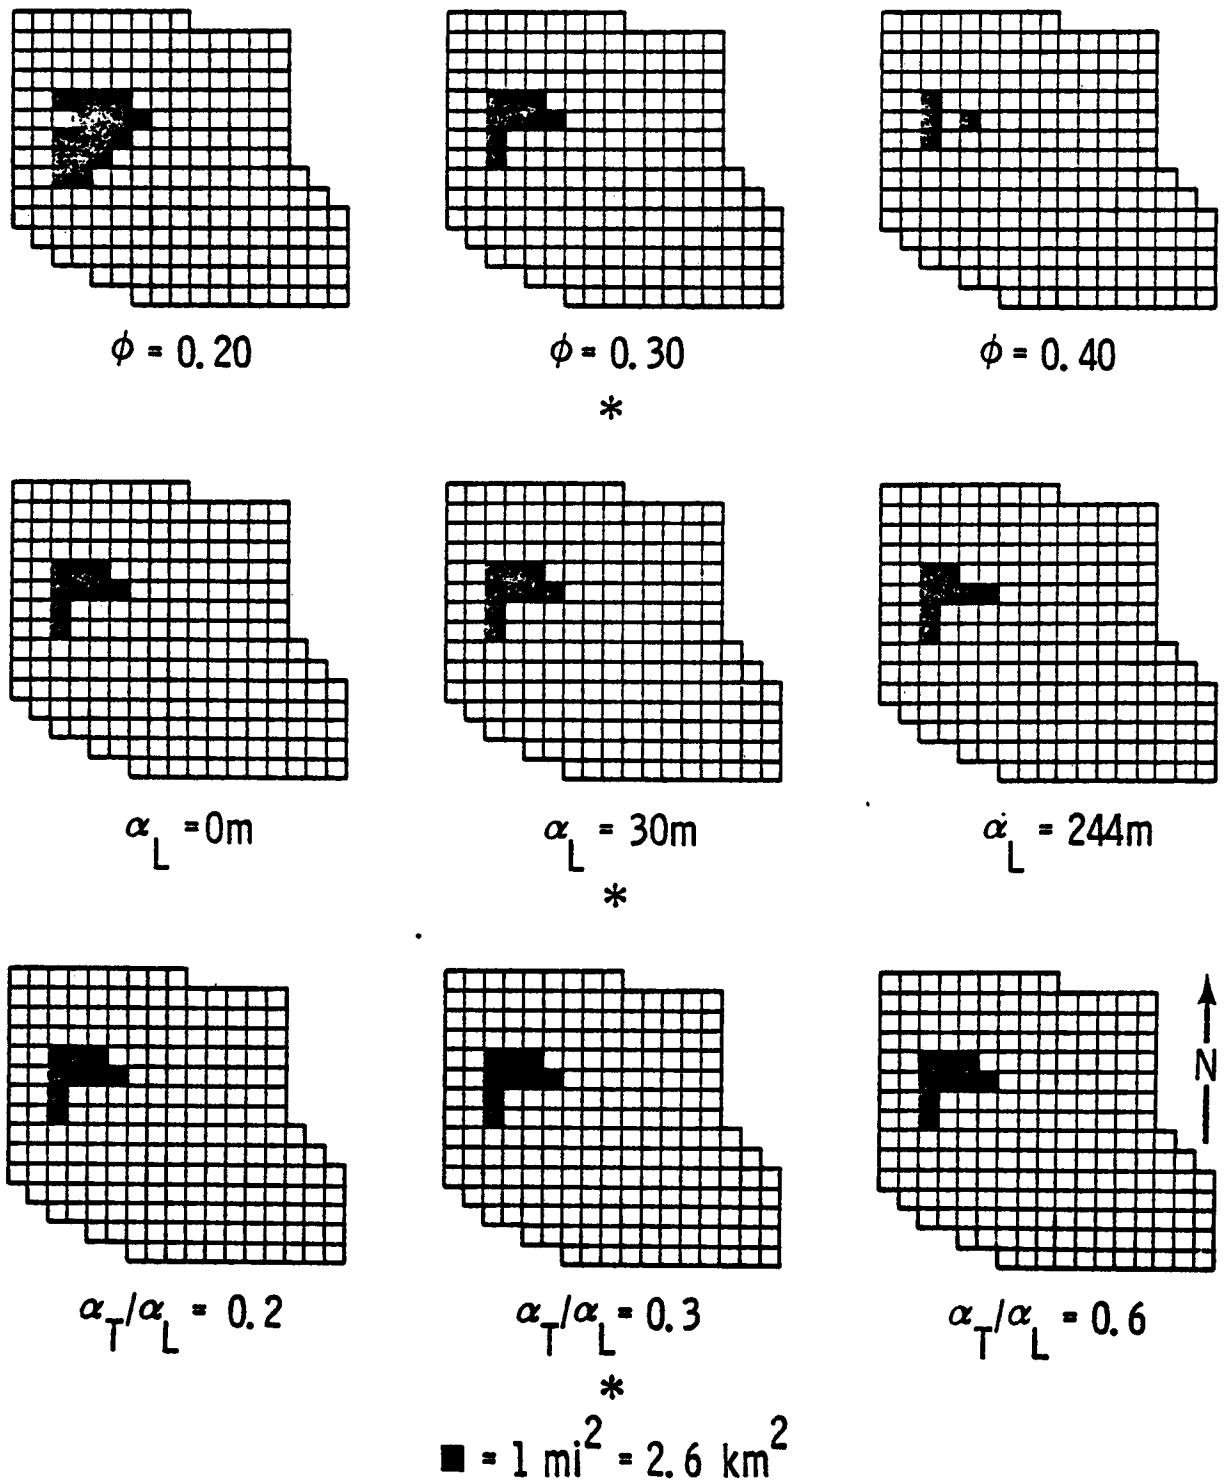 ϕ = 0.20
ϕ = 0.30
ϕ = 0.40
*
α_L = 0m
α_L = 30m
α_L = 244m
*
α_T/α_L = 0.2
α_T/α_L = 0.3
α_T/α_L = 0.6
N
*
■ = 1 mi² = 2.6 km²